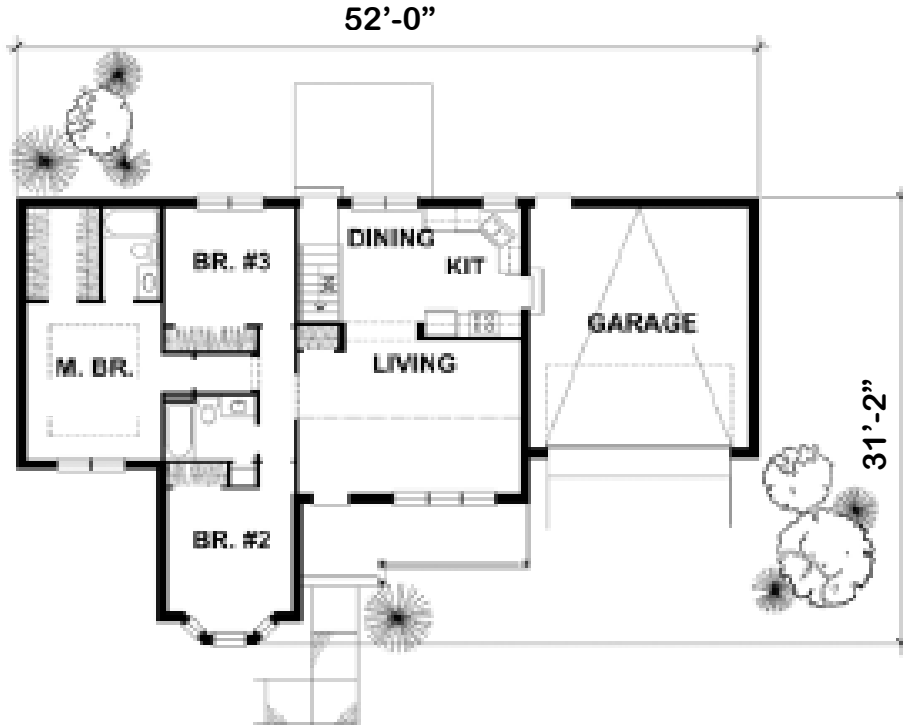 52’-0”
DINING
BR. #3
KIT
GARAGE
M. BR.
LIVING
31’-2”
BR. #2